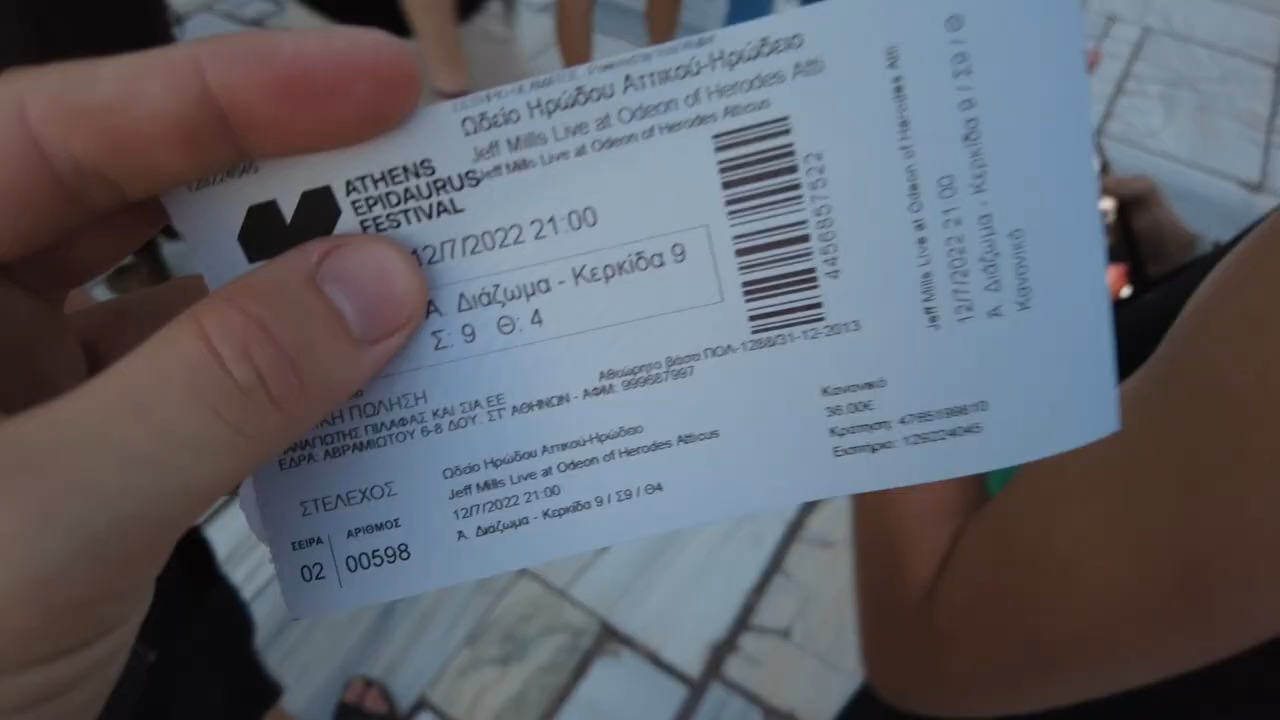 Ωδείο Ηρώδου Αττικού-Ηρώδειο
Jeff Mills Live at Odeon of Herodes Atti
Jeff Mills Live at Odeon of Herodes Atticus
ATHENS
EPIDAURUS
FESTIVAL
12/7/2022 21:00
Ά. Διάζωμα - Κερκίδα 9
Σ: 9 Θ: 4
4456857522
Αθεώρητο βάσει ΠΟΛ-1288/31-12-2013
ΠΩΛΗΣΗ
ΠΙΛΑΦΑΣ ΚΑΙ ΣΙΑ ΕΕ
ΕΔΡΑ: ΑΒΡΑΜΙΩΤΟΥ 6-8 ΔΟΥ: ΣΤ' ΑΘΗΝΩΝ - ΑΦΜ: 999687997
ΣΤΕΛΕΧΟΣ
ΣΕΙΡΑ
ΑΡΙΘΜΟΣ
02
00598
Ωδείο Ηρώδου Αττικού-Ηρώδειο
Jeff Mills Live at Odeon of Herodes Atticus
12/7/2022 21:00
Ά. Διάζωμα - Κερκίδα 9 / Σ9 / Θ4
Κανονικό
36,00€
Κράτηση:
Εισιτήριο:
Jeff Mills Live at Odeon of Herodes Atti
12/7/2022 21:00
Ά. Διάζωμα - Κερκίδα 9 / Σ9 / Θ
Κανονικό